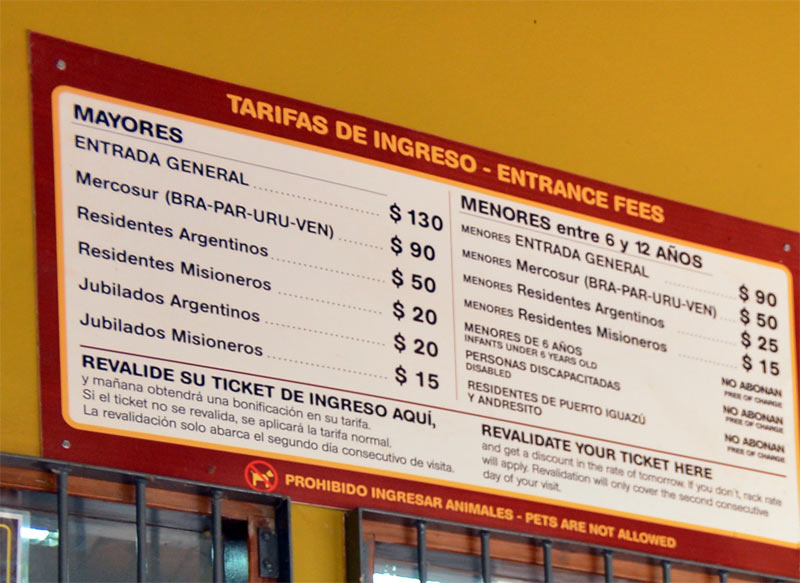 TARIFAS DE INGRESO - ENTRANCE FEES
MAYORES
ENTRADA GENERAL $ 130
Mercosur (BRA-PAR-URU-VEN) $ 90
Residentes Argentinos $ 50
Residentes Misioneros $ 20
Jubilados Argentinos $ 20
Jubilados Misioneros $ 15
REVALIDE SU TICKET DE INGRESO AQUÍ,
y mañana obtendrá una bonificación en su tarifa.
Si el ticket no se revalida, se aplicará la tarifa normal.
La revalidación solo abarca el segundo día consecutivo de visita.
MENORES entre 6 y 12 AÑOS
MENORES ENTRADA GENERAL $ 90
MENORES Mercosur (BRA-PAR-URU-VEN) $ 50
MENORES Residentes Argentinos $ 25
MENORES Residentes Misioneros $ 15
MENORES DE 6 AÑOS NO ABONAN
INFANTS UNDER 6 YEARS OLD FREE OF CHARGE
PERSONAS DISCAPACITADAS NO ABONAN
DISABLED FREE OF CHARGE
RESIDENTES DE PUERTO IGUAZÚ NO ABONAN
Y ANDRESITO FREE OF CHARGE
REVALIDATE YOUR TICKET HERE
and get a discount in the rate of tomorrow. If you don´t, rack rate
will apply. Revalidation will only cover the second consecutive
day of your visit.
PROHIBIDO INGRESAR ANIMALES - PETS ARE NOT ALLOWED